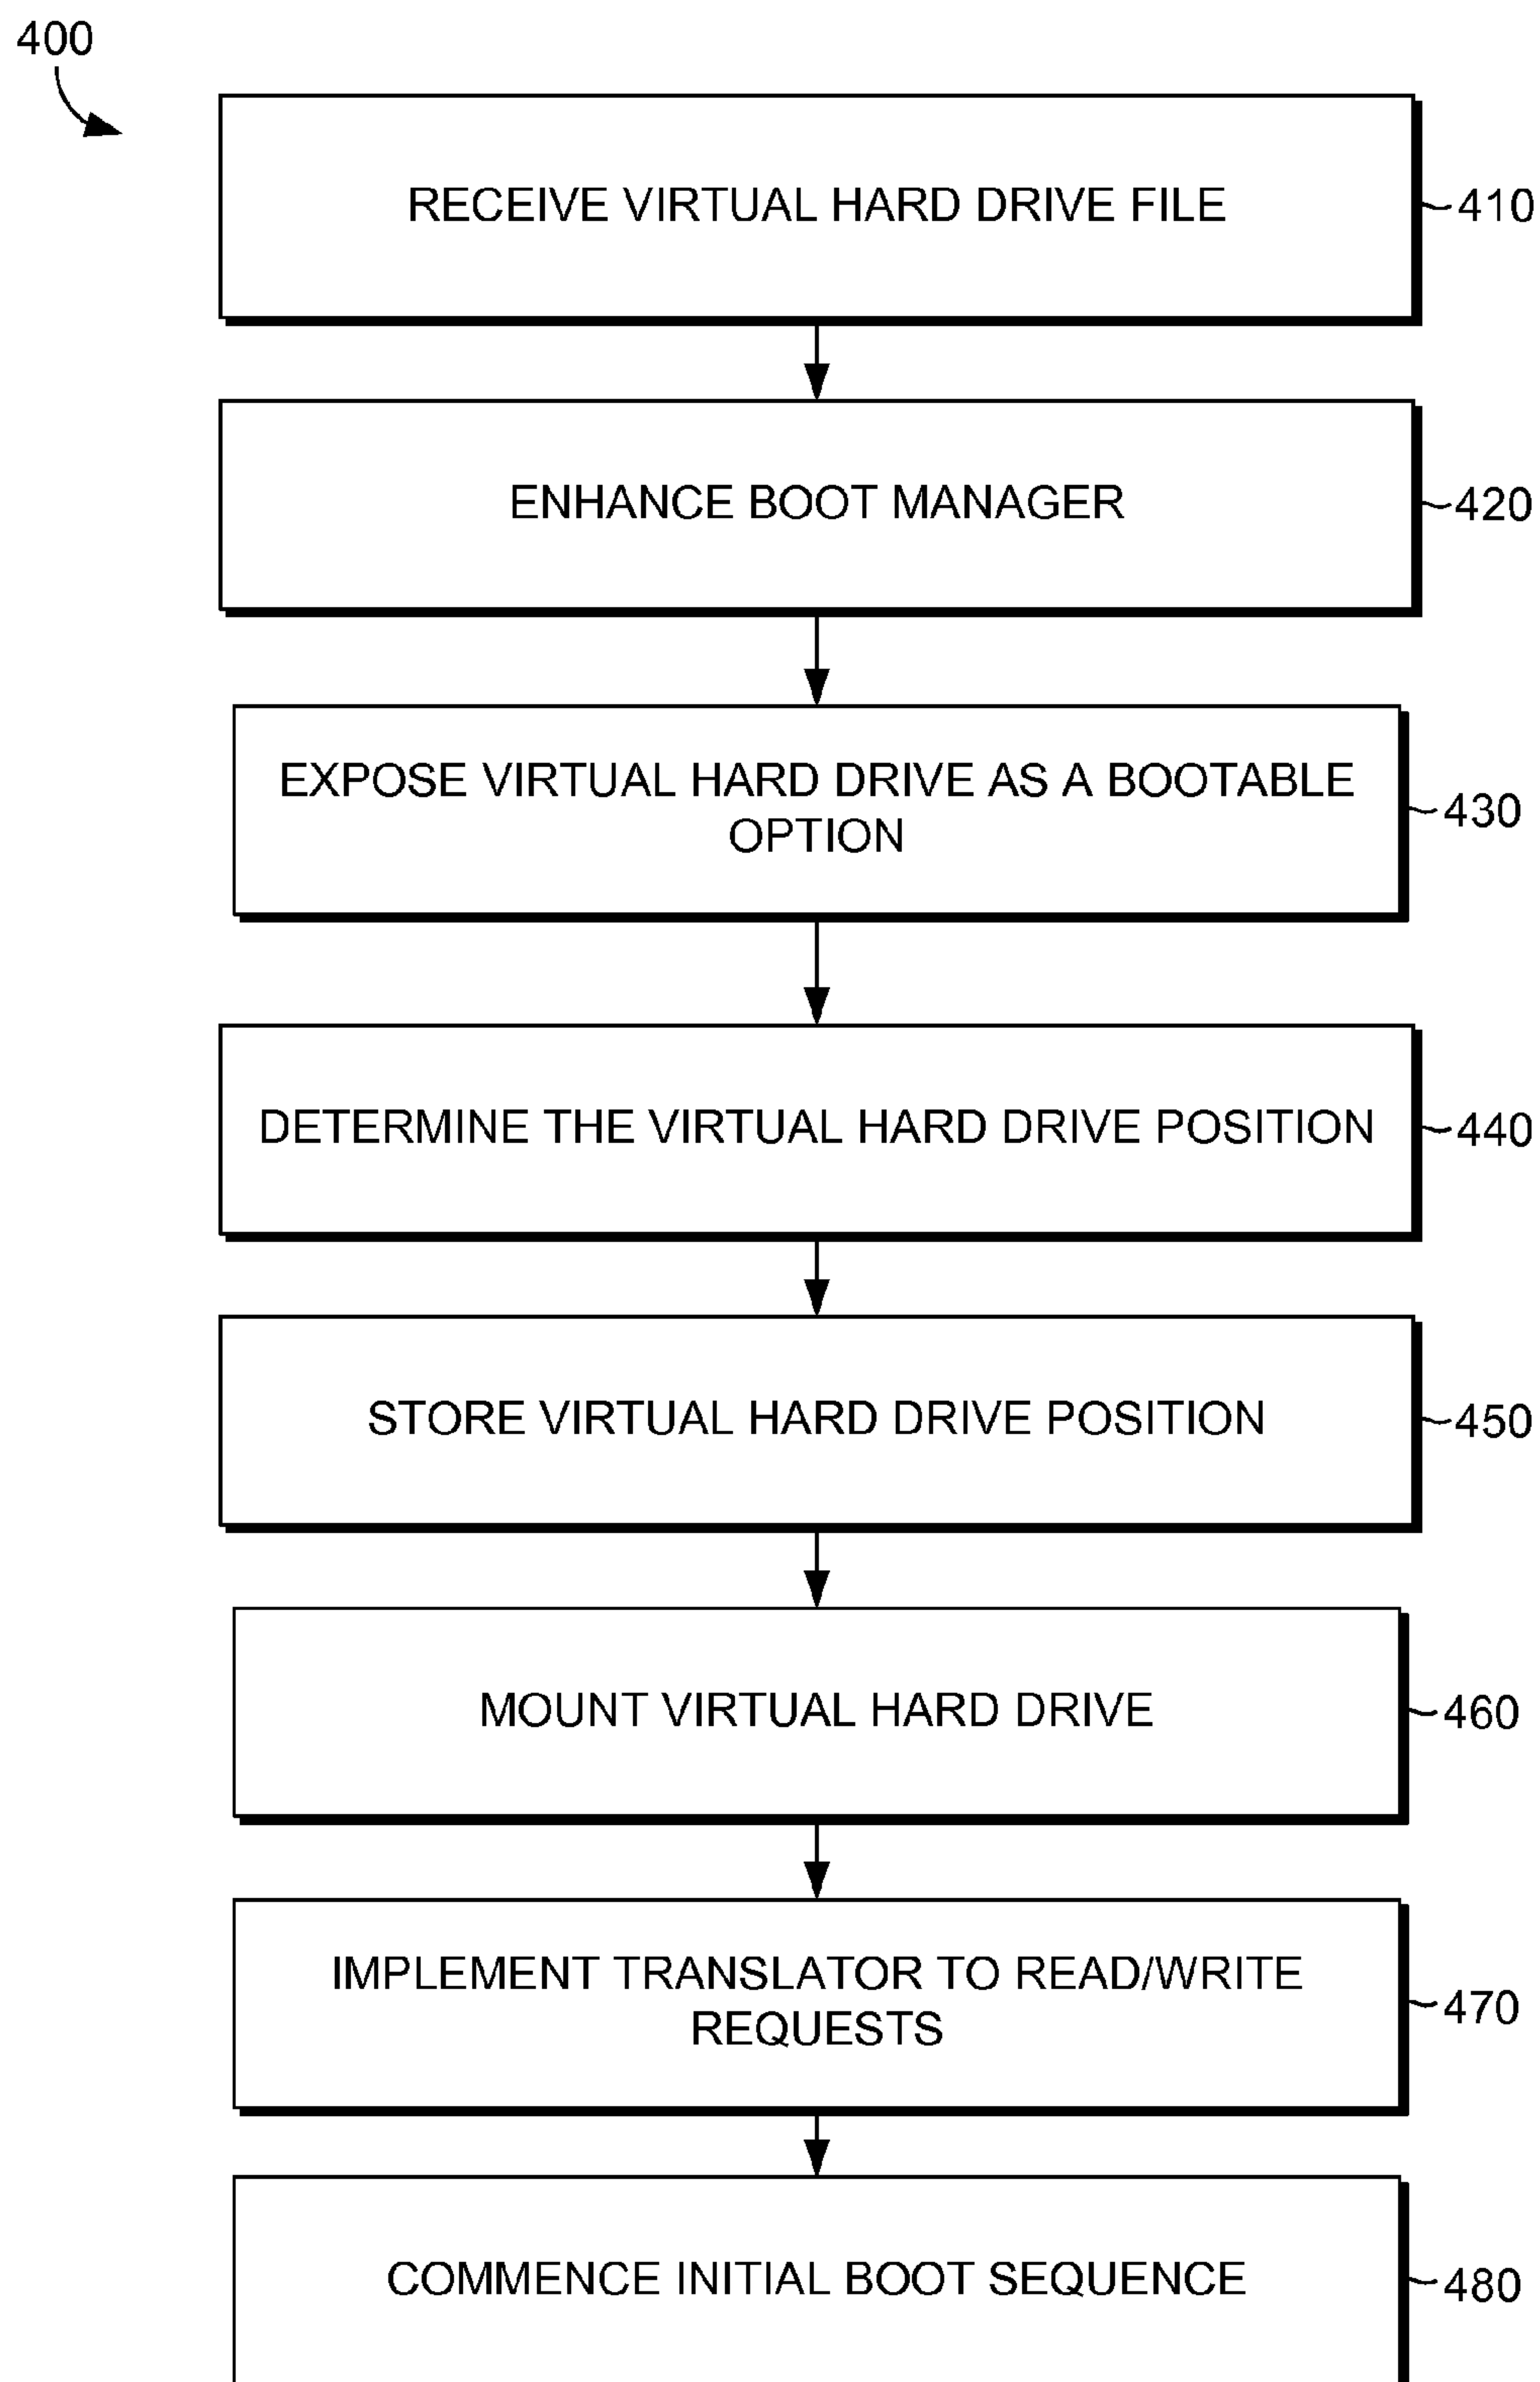 400
RECEIVE VIRTUAL HARD DRIVE FILE
410
ENHANCE BOOT MANAGER
420
EXPOSE VIRTUAL HARD DRIVE AS A BOOTABLE
OPTION
430
DETERMINE THE VIRTUAL HARD DRIVE POSITION
440
STORE VIRTUAL HARD DRIVE POSITION
450
MOUNT VIRTUAL HARD DRIVE
460
IMPLEMENT TRANSLATOR TO READ/WRITE
REQUESTS
470
COMMENCE INITIAL BOOT SEQUENCE
480